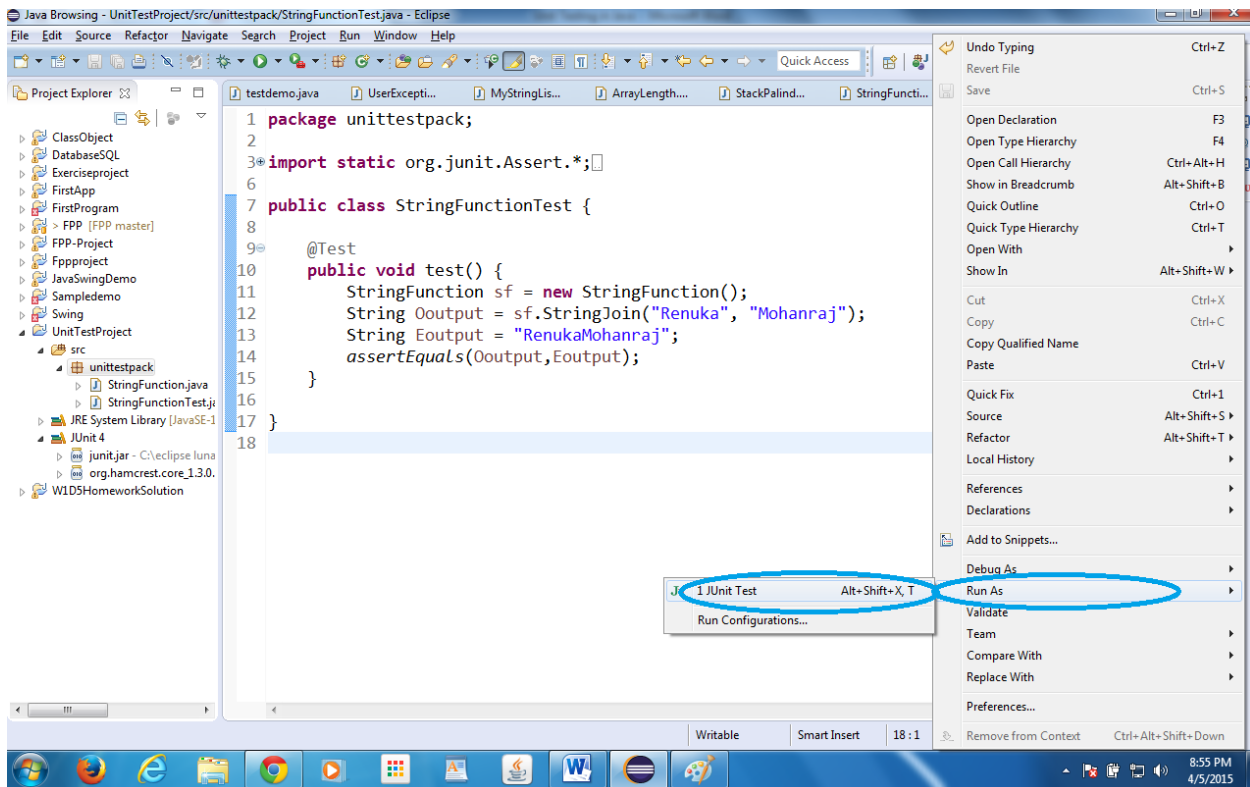 Java Browsing - UnitTestProject/src/unittestpack/StringFunctionTest.java - Eclipse
File Edit Source Refactor Navigate Search Project Run Window Help
Quick Access
Project Explorer
testdemo.java UserExcepti... MyStringLis... ArrayLength.... StackPalind... StringFuncti...
ClassObject
DatabaseSQL
Exerciseproject
FirstApp
FirstProgram
> FPP [FPP master]
FPP-Project
Fppproject
JavaSwingDemo
Sampledemo
Swing
UnitTestProject
src
unittestpack
StringFunction.java
StringFunctionTest.ja
JRE System Library [JavaSE-1
JUnit 4
junit.jar - C:\eclipse luna
org.hamcrest.core_1.3.0.
W1D5HomeworkSolution
1 package unittestpack;
2
3 import static org.junit.Assert.*;
6
7 public class StringFunctionTest {
8
9 @Test
10 public void test() {
11 StringFunction sf = new StringFunction();
12 String Ooutput = sf.StringJoin("Renuka", "Mohanraj");
13 String Eoutput = "RenukaMohanraj";
14 assertEquals(Ooutput,Eoutput);
15 }
16
17 }
18
Undo Typing Ctrl+Z
Revert File
Save Ctrl+S
Open Declaration F3
Open Type Hierarchy F4
Open Call Hierarchy Ctrl+Alt+H
Show in Breadcrumb Alt+Shift+B
Quick Outline Ctrl+O
Quick Type Hierarchy Ctrl+T
Open With
Show In Alt+Shift+W
Cut Ctrl+X
Copy Ctrl+C
Copy Qualified Name
Paste Ctrl+V
Quick Fix Ctrl+1
Source Alt+Shift+S
Refactor Alt+Shift+T
Local History
References
Declarations
Add to Snippets...
Debug As
Run As
Validate
Team
Compare With
Replace With
Preferences...
Remove from Context Ctrl+Alt+Shift+Down
1 JUnit Test Alt+Shift+X, T
Run Configurations...
Writable Smart Insert 18 : 1
8:55 PM
4/5/2015